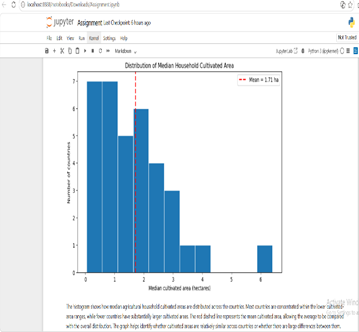 localhost:8888/notebooks/Downloads/Assignment.ipynb
jupyter Assignment Last Checkpoint: 6 hours ago
File Edit View Run Kernel Settings Help Not Trusted
Markdown JupyterLab Python 3 (ipykernel)
Distribution of Median Household Cultivated Area
Mean = 1.71 ha
Number of countries
7
6
5
4
3
2
1
0
0 1 2 3 4 5 6
Median cultivated area (hectares)
Activate Wind
The histogram shows how median agricultural household cultivated area are distributed across the countries. Most countries are concentrated within the lower cultivated-
area ranges, while fewer countries have substantially larger cultivated areas. The red dashed line represents the mean cultivated area, allowing the average to be compared
with the overall distribution. The graph helps identify whether cultivated areas are relatively similar across countries or whether there are large differences between them.